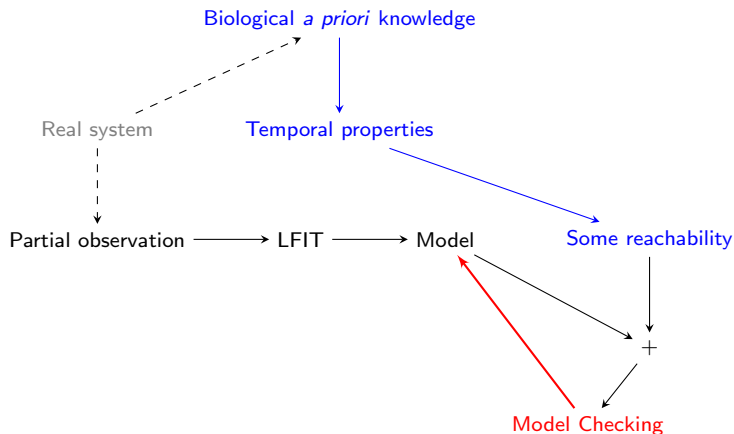 Biological a priori knowledge
Real system
Temporal properties
Partial observation
LFIT
Model
Some reachability
+
Model Checking